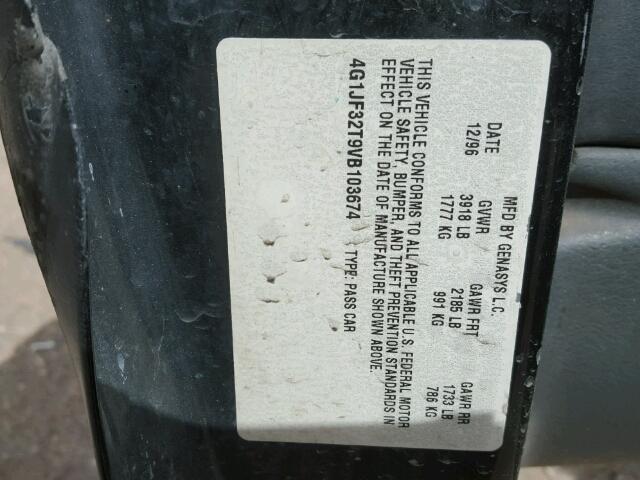 MFD BY GENASYS L.C.
DATE GVWR GAWR FRT GAWR RR
12/96 3918 LB 2185 LB 1733 LB
1777 KG 991 KG 786 KG
THIS VEHICLE CONFORMS TO ALL APPLICABLE U.S. FEDERAL MOTOR
VEHICLE SAFETY, BUMPER, AND THEFT PREVENTION STANDARDS IN
EFFECT ON THE DATE OF MANUFACTURE SHOWN ABOVE.
4G1JF32T9VB103674 TYPE: PASS CAR